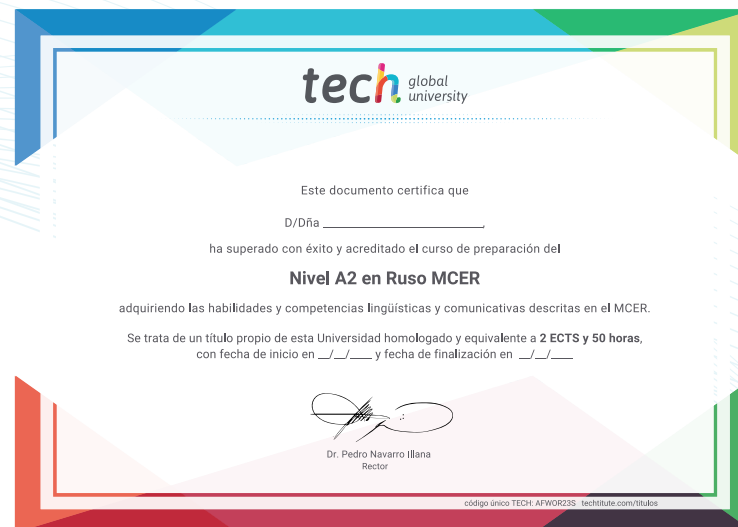 tech global university
Este documento certifica que
D/Dña ______________________,
ha superado con éxito y acreditado el curso de preparación del
Nivel A2 en Ruso MCER
adquiriendo las habilidades y competencias lingüísticas y comunicativas descritas en el MCER.
Se trata de un título propio de esta Universidad homologado y equivalente a 2 ECTS y 50 horas,
con fecha de inicio en __/__/____ y fecha de finalización en __/__/____
Dr. Pedro Navarro Illana
Rector
código único TECH: AFWOR23S techtitute.com/titulos